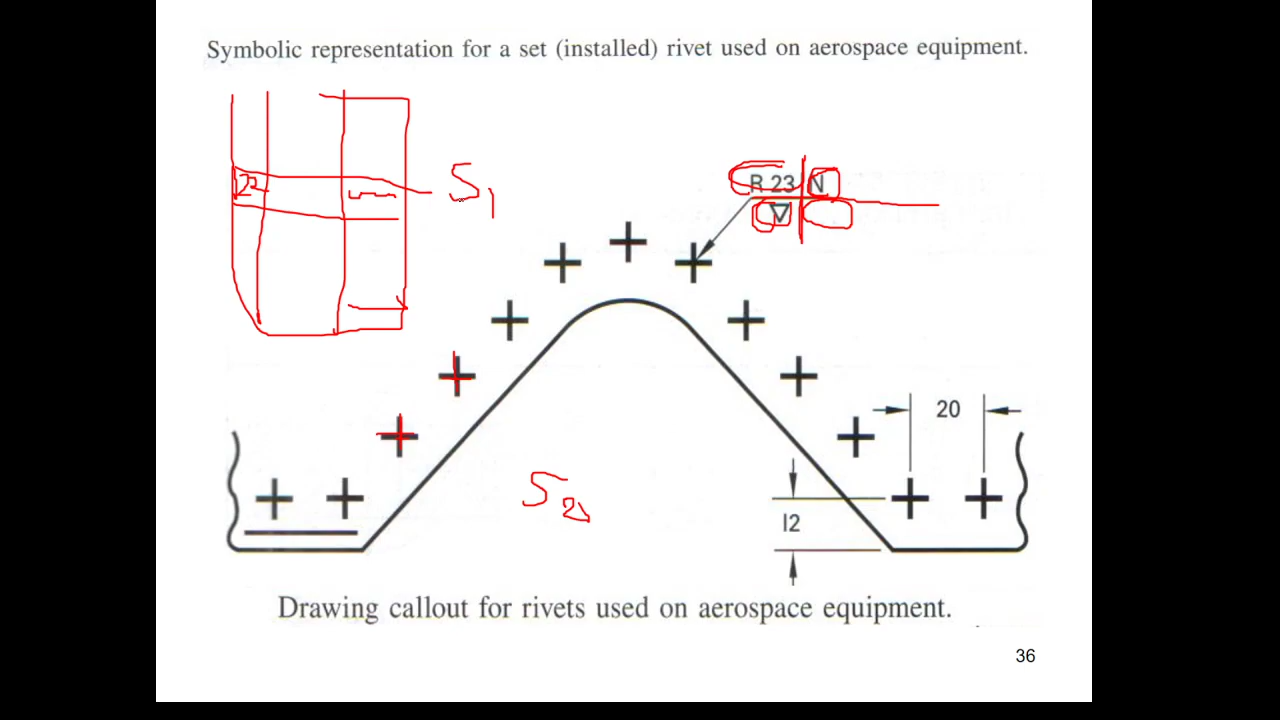 Symbolic representation for a set (installed) rivet used on aerospace equipment.
S1
R 23 N
20
12
S2
Drawing callout for rivets used on aerospace equipment.
36